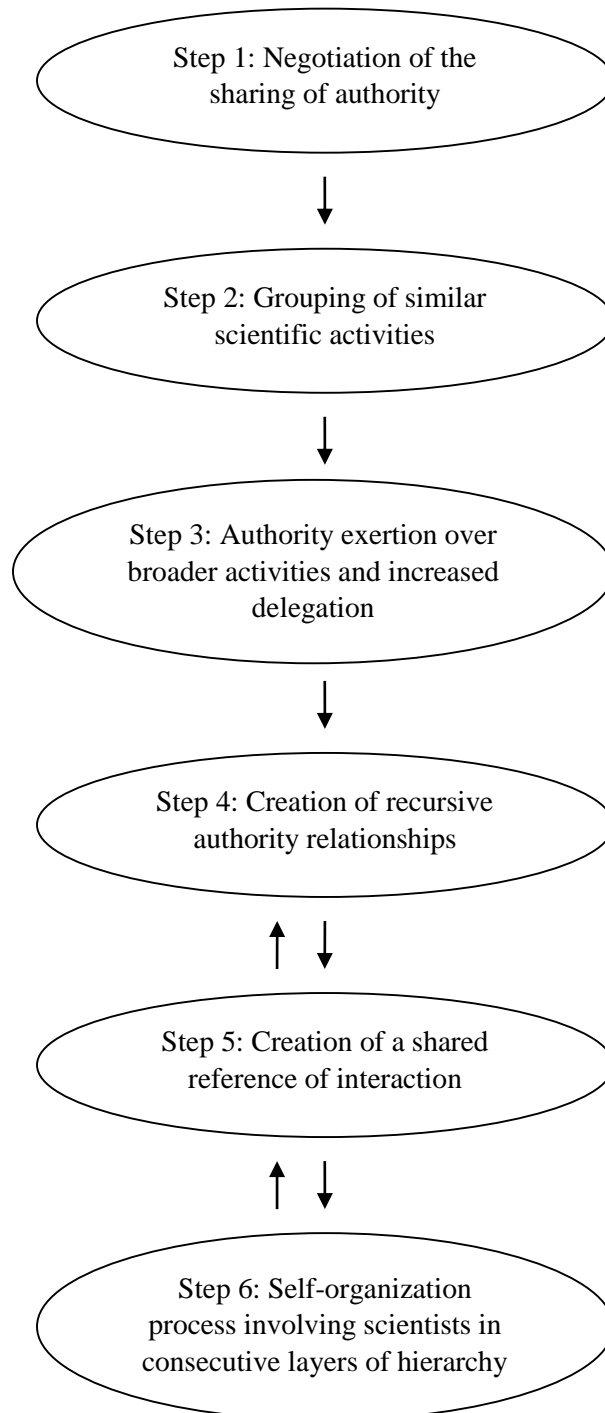 Step 1: Negotiation of the
sharing of authority
Step 2: Grouping of similar
scientific activities
Step 3: Authority exertion over
broader activities and increased
delegation
Step 4: Creation of recursive
authority relationships
Step 5: Creation of a shared
reference of interaction
Step 6: Self-organization
process involving scientists in
consecutive layers of hierarchy